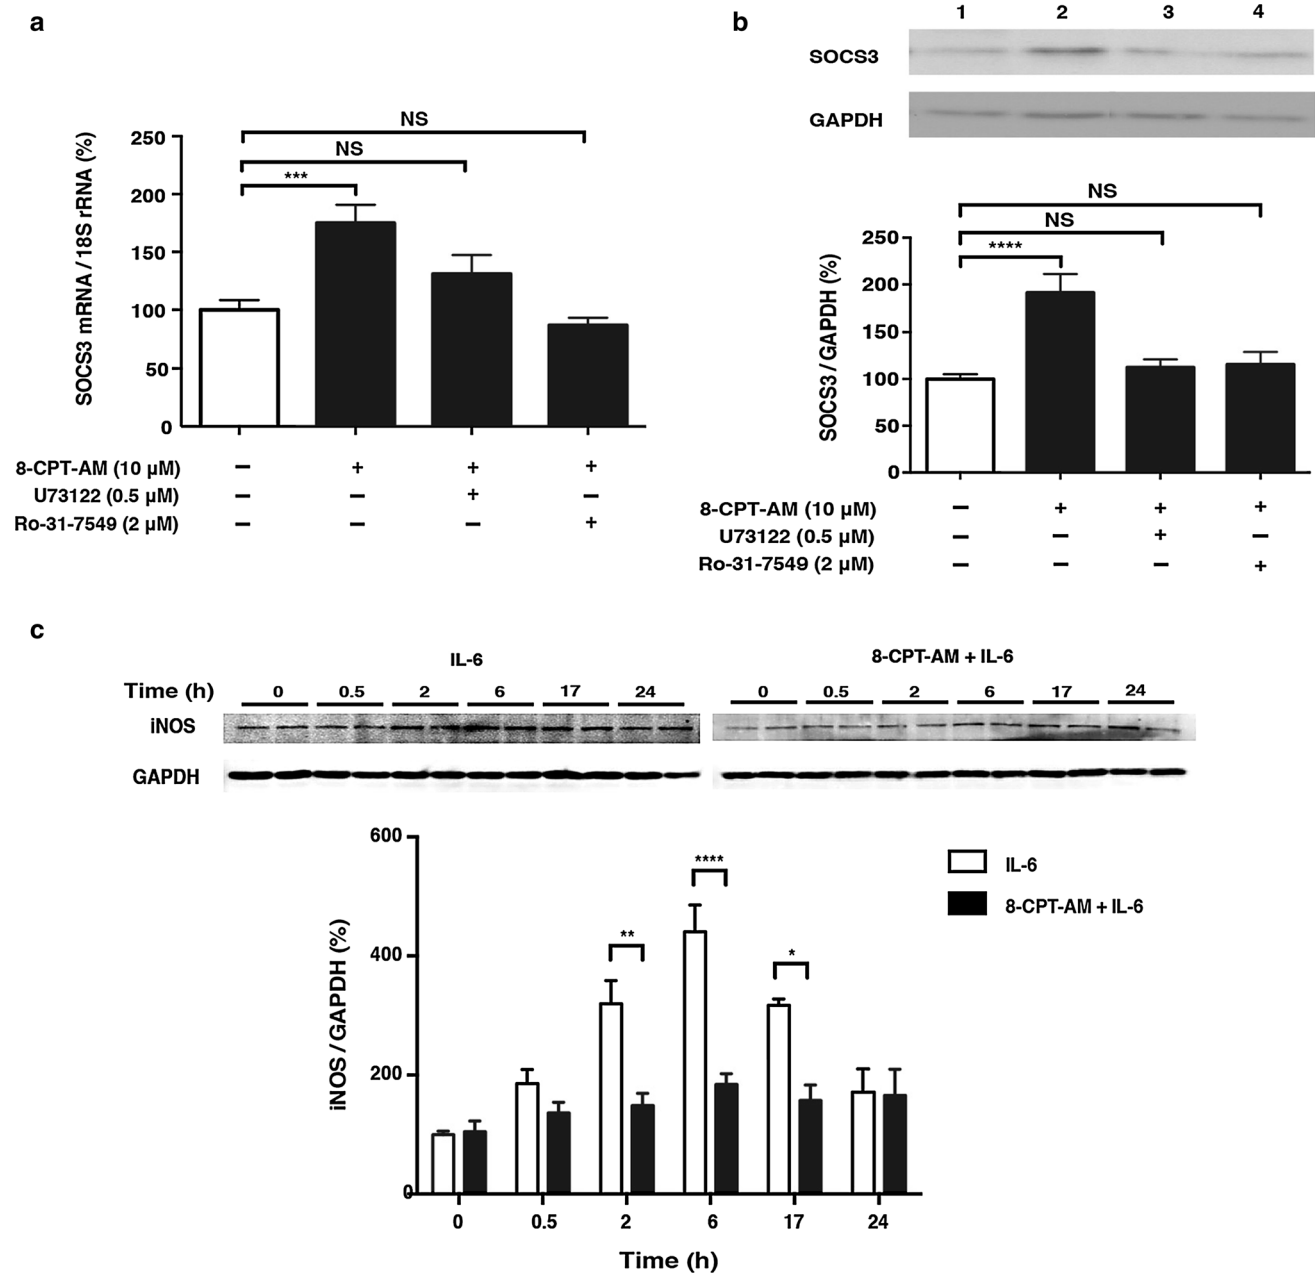 a
SOCS3 mRNA / 18S rRNA (%)
250
200
150
100
50
0
NS
NS
***
8-CPT-AM (10 µM) – + + +
U73122 (0.5 µM) – – + –
Ro-31-7549 (2 µM) – – – +
b
1 2 3 4
SOCS3
GAPDH
SOCS3 / GAPDH (%)
250
200
150
100
50
0
NS
NS
****
8-CPT-AM (10 µM) – + + +
U73122 (0.5 µM) – – + –
Ro-31-7549 (2 µM) – – – +
c
IL-6
8-CPT-AM + IL-6
Time (h) 0 0.5 2 6 17 24 0 0.5 2 6 17 24
iNOS
GAPDH
iNOS / GAPDH (%)
600
400
200
0
**
****
*
IL-6
8-CPT-AM + IL-6
0 0.5 2 6 17 24
Time (h)